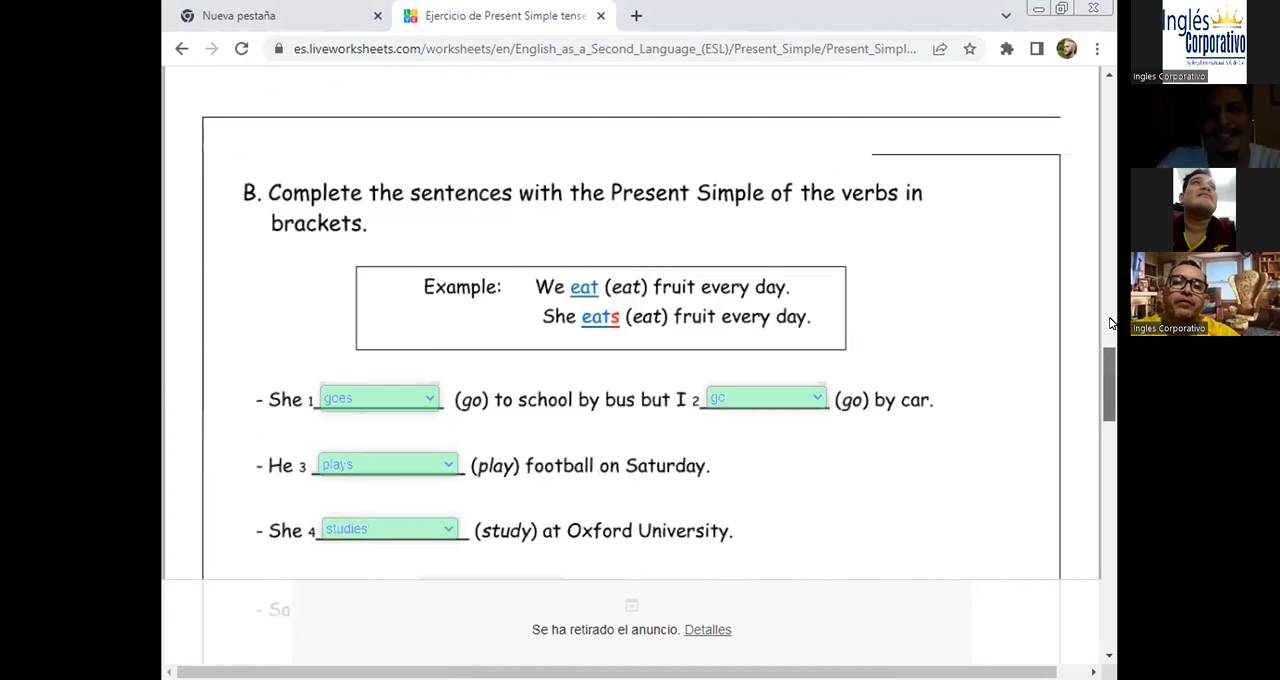 Nueva pestaña
Ejercicio de Present Simple tense
es.liveworksheets.com/worksheets/en/English_as_a_Second_Language_(ESL)/Present_Simple/Present_Simpl...
Inglés
Corporativo
Ingles Corporativo
B. Complete the sentences with the Present Simple of the verbs in
brackets.
Example: We eat (eat) fruit every day.
She eats (eat) fruit every day.
- She 1 goes (go) to school by bus but I 2 go (go) by car.
- He 3 plays (play) football on Saturday.
- She 4 studies (study) at Oxford University.
- Sa
Se ha retirado el anuncio. Detalles
Ingles Corporativo